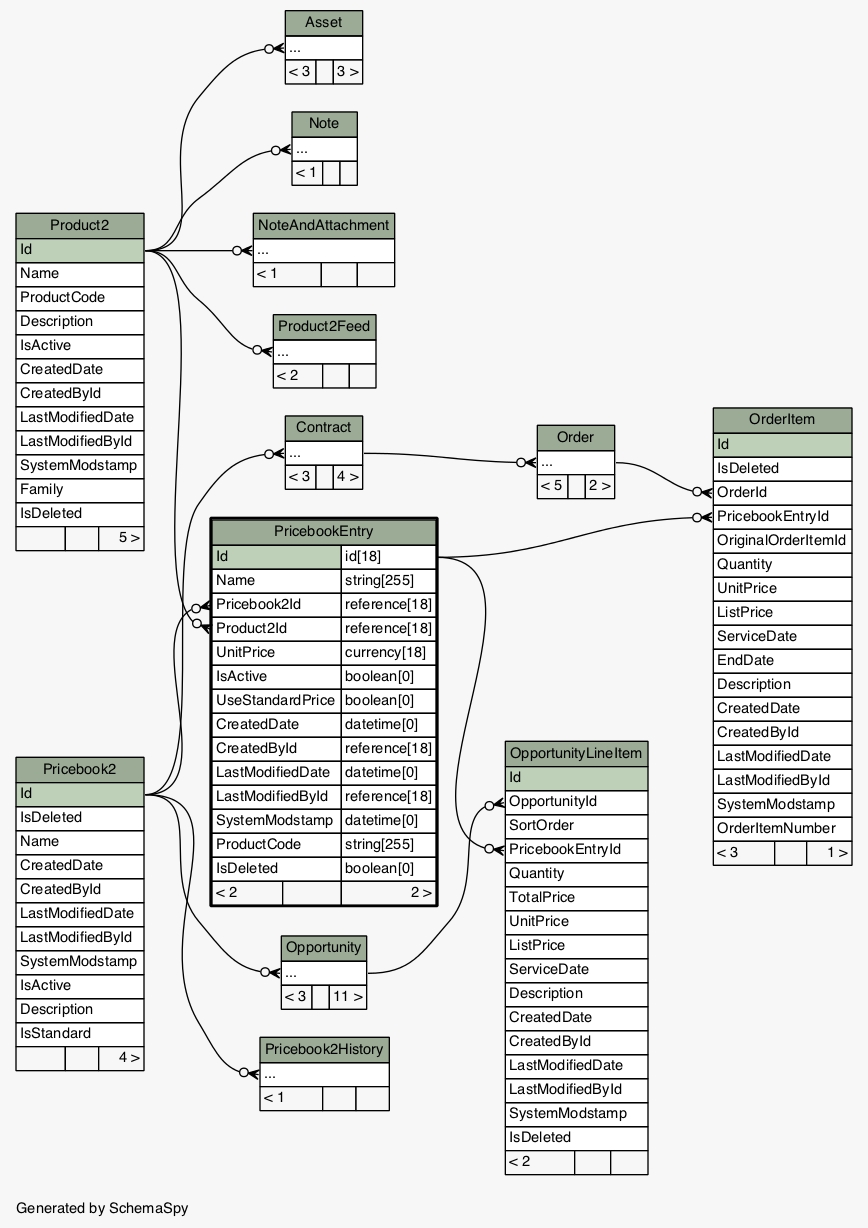 Asset
...
< 3 3 >
Note
...
< 1
Product2
Id
Name
ProductCode
Description
IsActive
CreatedDate
CreatedById
LastModifiedDate
LastModifiedById
SystemModstamp
Family
IsDeleted
5 >
NoteAndAttachment
...
< 1
Product2Feed
...
< 2
Contract
...
< 3 4 >
Order
...
< 5 2 >
OrderItem
Id
IsDeleted
OrderId
PricebookEntryId
OriginalOrderItemId
Quantity
UnitPrice
ListPrice
ServiceDate
EndDate
Description
CreatedDate
CreatedById
LastModifiedDate
LastModifiedById
SystemModstamp
OrderItemNumber
< 3 1 >
PricebookEntry
Id id[18]
Name string[255]
Pricebook2Id reference[18]
Product2Id reference[18]
UnitPrice currency[18]
IsActive boolean[0]
UseStandardPrice boolean[0]
CreatedDate datetime[0]
CreatedById reference[18]
LastModifiedDate datetime[0]
LastModifiedById reference[18]
SystemModstamp datetime[0]
ProductCode string[255]
IsDeleted boolean[0]
< 2 2 >
Pricebook2
Id
IsDeleted
Name
CreatedDate
CreatedById
LastModifiedDate
LastModifiedById
SystemModstamp
IsActive
Description
IsStandard
4 >
OpportunityLineItem
Id
OpportunityId
SortOrder
PricebookEntryId
Quantity
TotalPrice
UnitPrice
ListPrice
ServiceDate
Description
CreatedDate
CreatedById
LastModifiedDate
LastModifiedById
SystemModstamp
IsDeleted
< 2
Opportunity
...
< 3 11 >
Pricebook2History
...
< 1
Generated by SchemaSpy